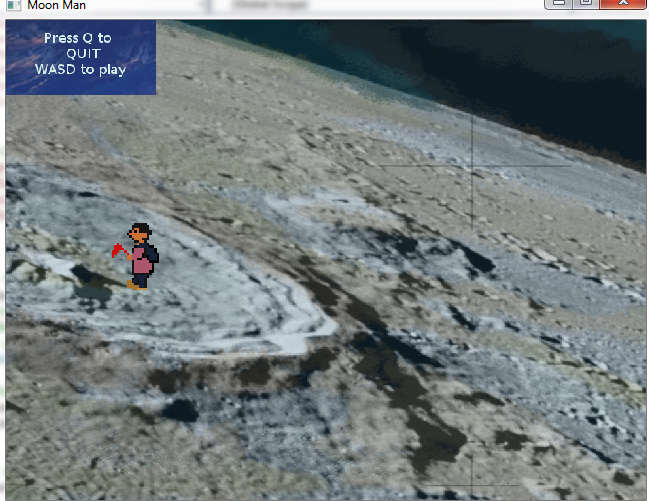 Moon Man
Press Q to
QUIT
WASD to play